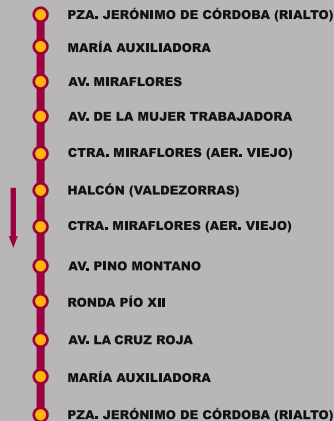 PZA. JERÓNIMO DE CÓRDOBA (RIALTO)
MARÍA AUXILIADORA
AV. MIRAFLORES
AV. DE LA MUJER TRABAJADORA
CTRA. MIRAFLORES (AER. VIEJO)
HALCÓN (VALDEZORRAS)
CTRA. MIRAFLORES (AER. VIEJO)
AV. PINO MONTANO
RONDA PÍO XII
AV. LA CRUZ ROJA
MARÍA AUXILIADORA
PZA. JERÓNIMO DE CÓRDOBA (RIALTO)